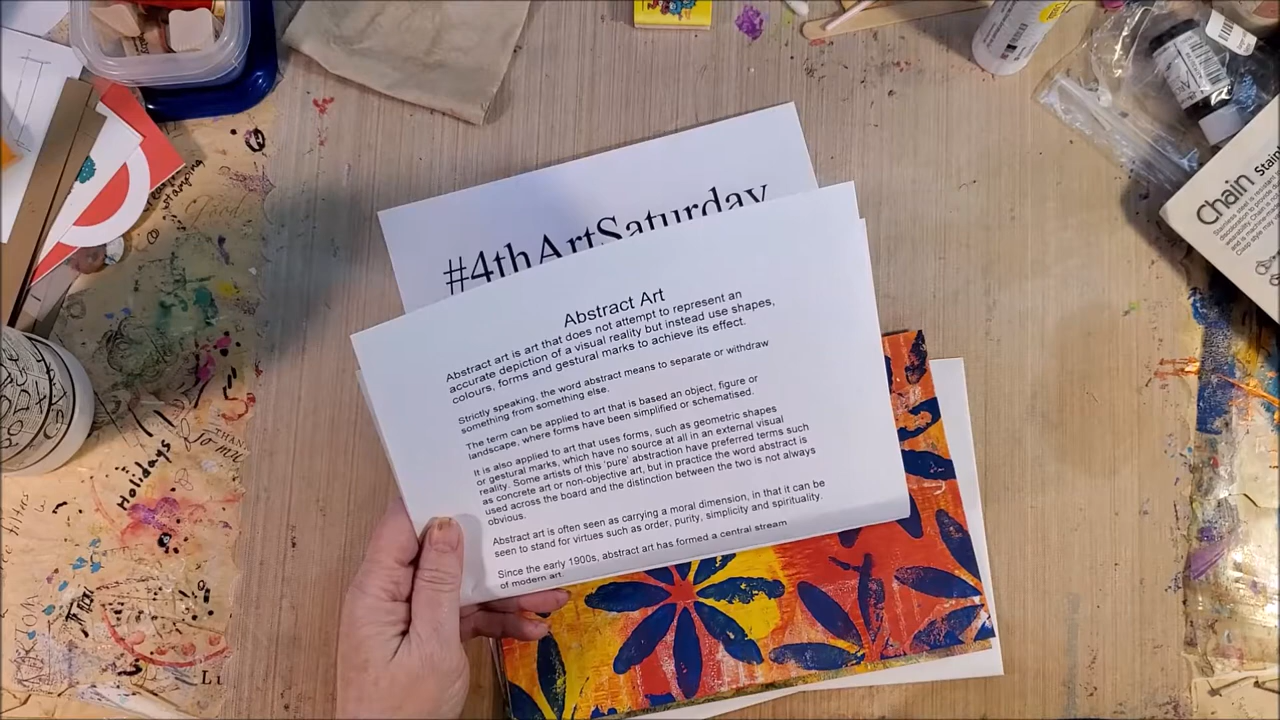 #4thArtSaturday
Abstract Art
Abstract art is art that does not attempt to represent an
accurate depiction of a visual reality but instead use shapes,
colours, forms and gestural marks to achieve its effect.
Strictly speaking, the word abstract means to separate or withdraw
something from something else.
The term can be applied to art that is based an object, figure or
landscape, where forms have been simplified or schematised.
It is also applied to art that uses forms, such as geometric shapes
or gestural marks, which have no source at all in an external visual
reality. Some artists of this 'pure' abstraction have preferred terms such
as concrete art or non-objective art, but in practice the word abstract is
used across the board and the distinction between the two is not always
obvious.
Abstract art is often seen as carrying a moral dimension, in that it can be
seen to stand for virtues such as order, purity, simplicity and spirituality.
Since the early 1900s, abstract art has formed a central stream
of modern art.
Chain Stainl
stamping
Holidays
THAN